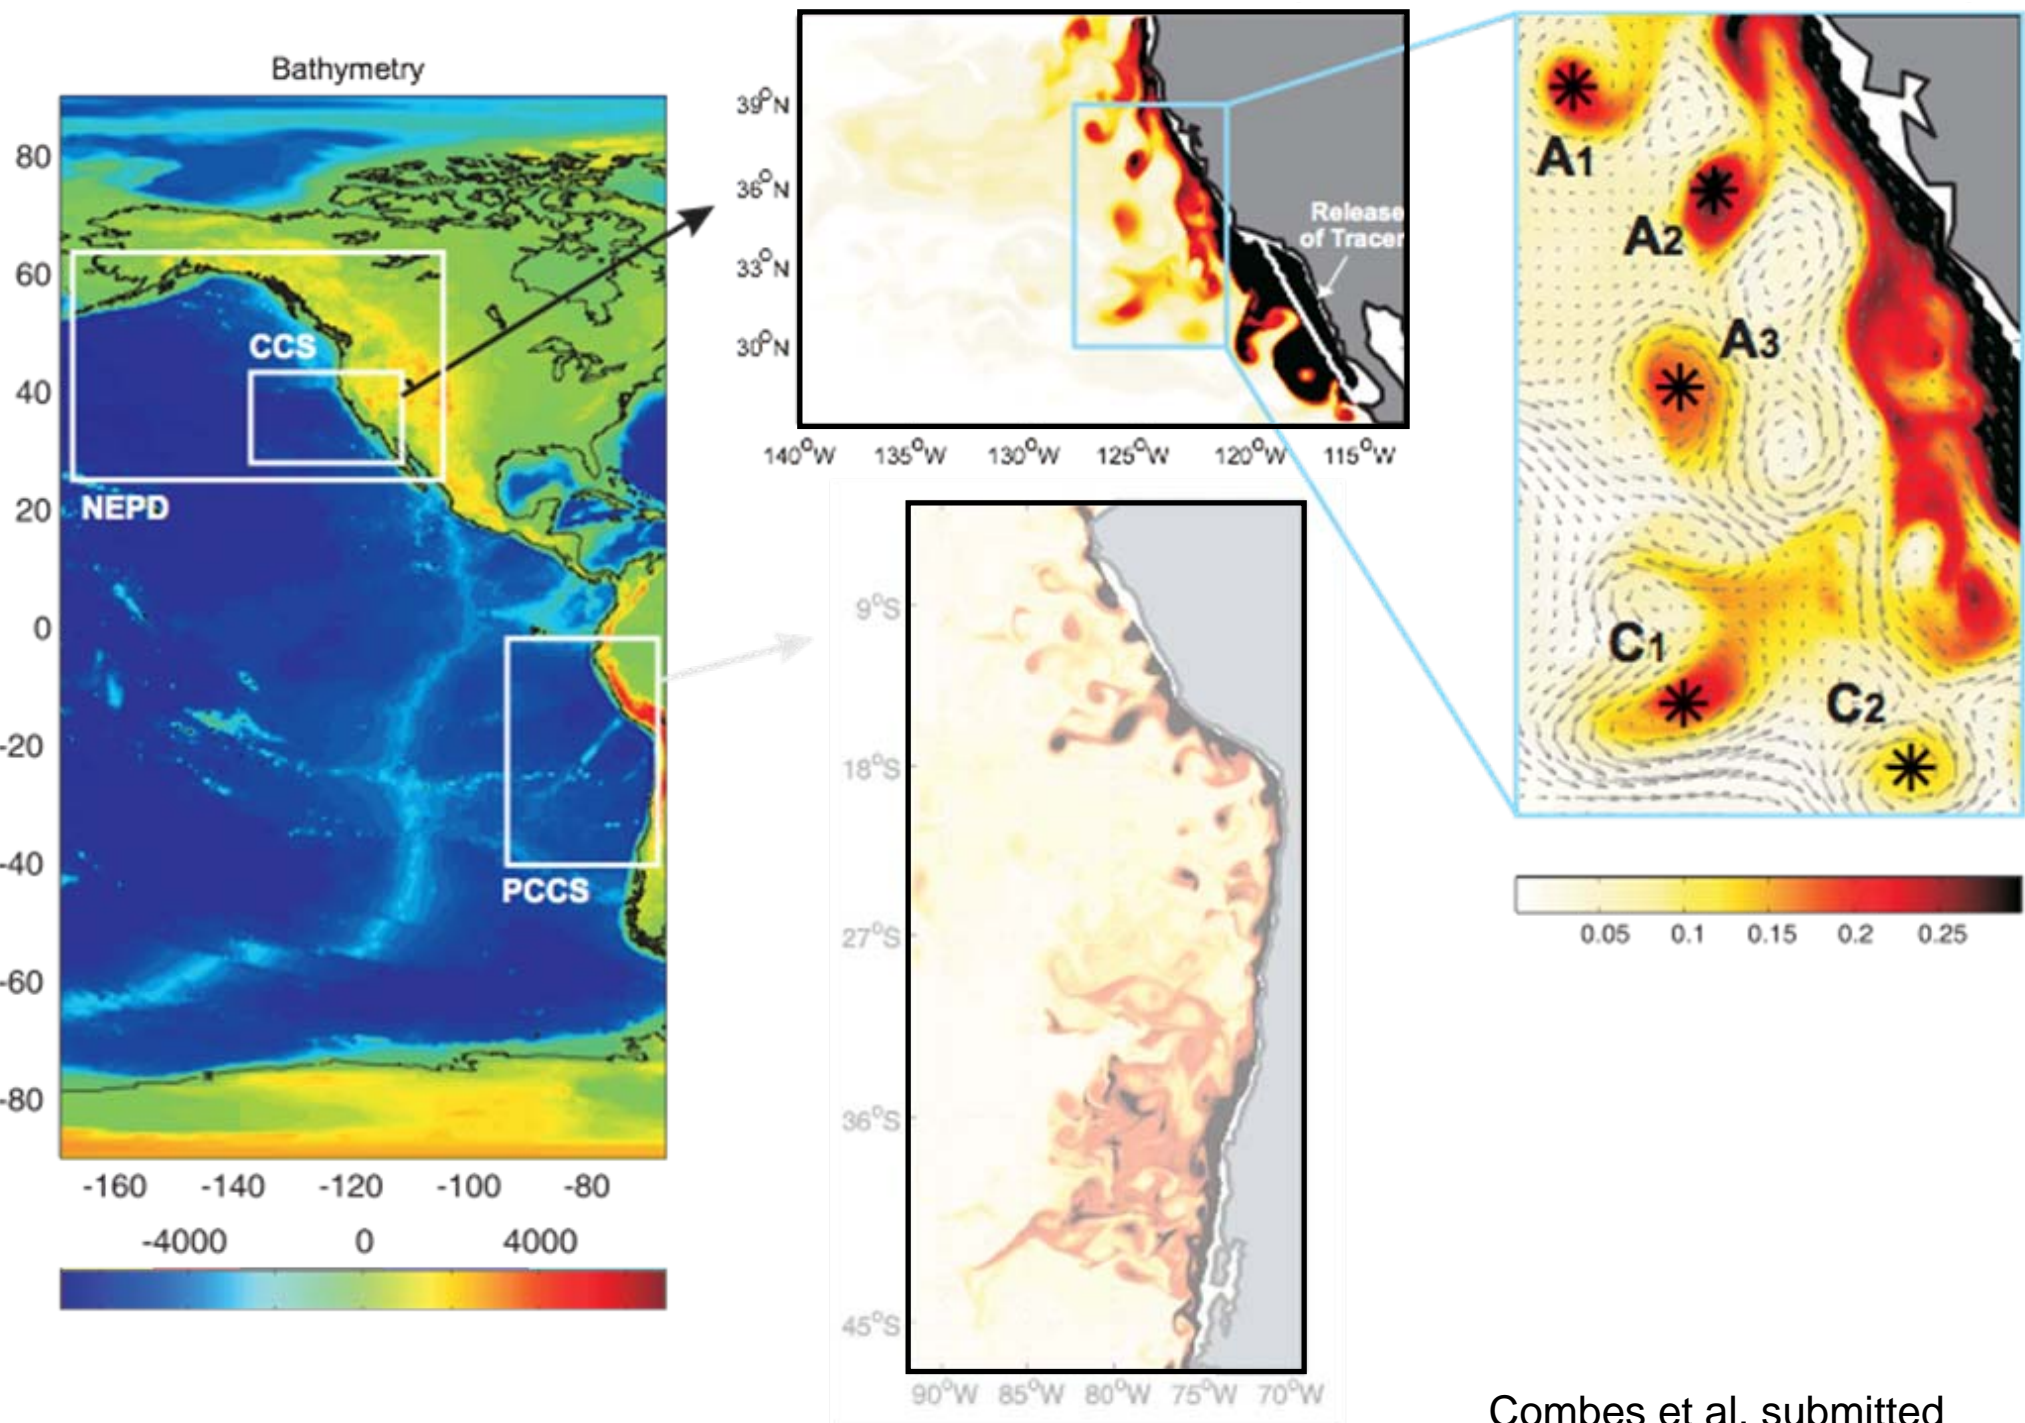 Bathymetry
80
60
40
20
0
-20
-40
-60
-80
CCS
NEPD
PCCS
-160 -140 -120 -100 -80
-4000 0 4000
39°N
36°N
33°N
30°N
Release
of Tracer
140°W 135°W 130°W 125°W 120°W 115°W
9°S
18°S
27°S
36°S
45°S
90°W 85°W 80°W 75°W 70°W
A1
A2
A3
C1
C2
0.05 0.1 0.15 0.2 0.25
Combes et al. submitted